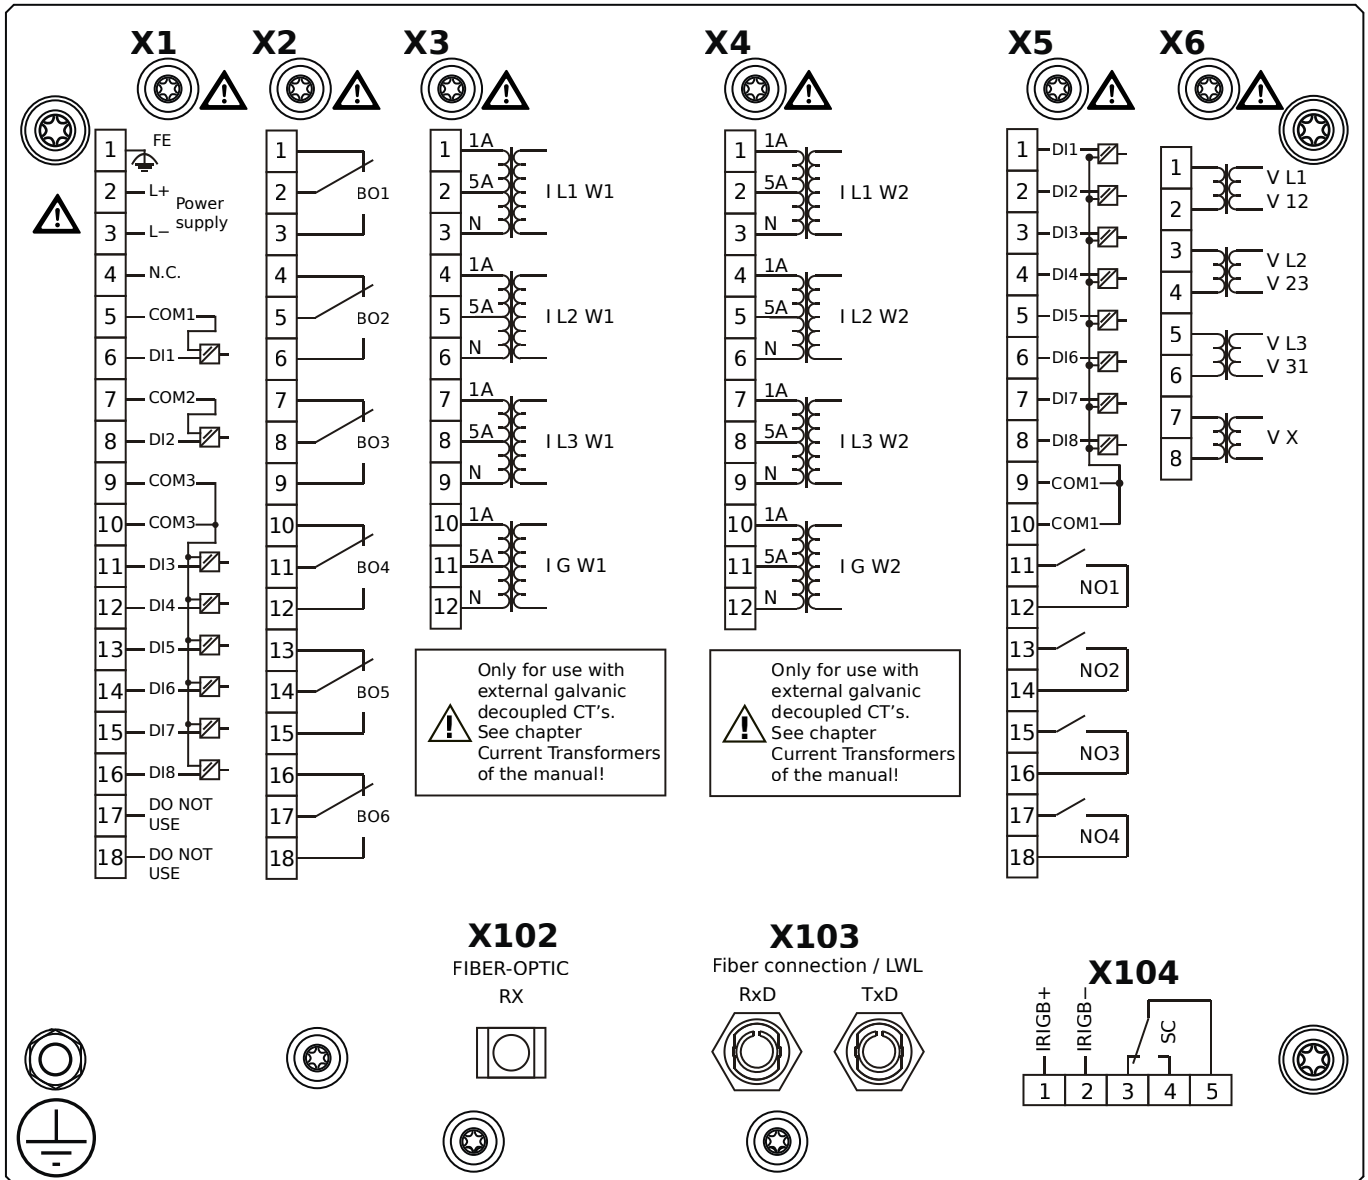 X1 X2 X3 X4 X5 X6
1 FE
2 L+
Power
supply
3 L−
4 N.C.
5 COM1
6 DI1
7 COM2
8 DI2
9 COM3
10 COM3
11 DI3
12 DI4
13 DI5
14 DI6
15 DI7
16 DI8
17 DO NOT
USE
18 DO NOT
USE
1
2 BO1
3
4
5 BO2
6
7
8 BO3
9
10
11 BO4
12
13
14 BO5
15
16
17 BO6
18
1 1A
2 5A I L1 W1
3 N
4 1A
5 5A I L2 W1
6 N
7 1A
8 5A I L3 W1
9 N
10 1A
11 5A I G W1
12 N
Only for use with
external galvanic
decoupled CT's.
See chapter
Current Transformers
of the manual!
1 1A
2 5A I L1 W2
3 N
4 1A
5 5A I L2 W2
6 N
7 1A
8 5A I L3 W2
9 N
10 1A
11 5A I G W2
12 N
Only for use with
external galvanic
decoupled CT's.
See chapter
Current Transformers
of the manual!
1 DI1
2 DI2
3 DI3
4 DI4
5 DI5
6 DI6
7 DI7
8 DI8
9 COM1
10 COM1
11
NO1
12
13
NO2
14
15
NO3
16
17
NO4
18
1 V L1
2 V 12
3 V L2
4 V 23
5 V L3
6 V 31
7
V X
8
X102
FIBER-OPTIC
RX
X103
Fiber connection / LWL
RxD TxD
X104
IRIGB+
IRIGB−
SC
1 2 3 4 5